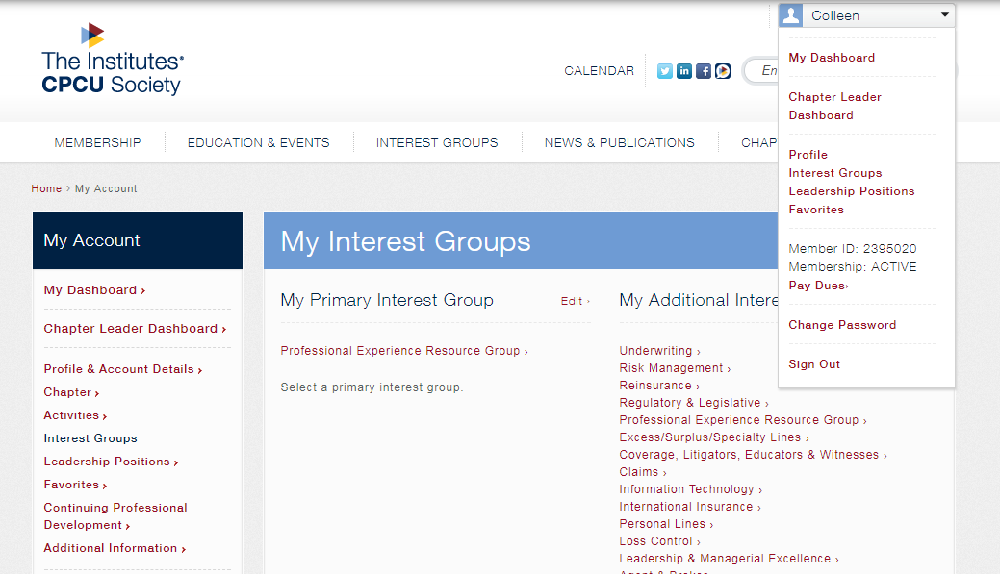 Colleen
My Dashboard
Chapter Leader
Dashboard
Profile
Interest Groups
Leadership Positions
Favorites
Member ID: 2395020
Membership: ACTIVE
Pay Dues›
Change Password
Sign Out
The Institutes
CPCU Society
CALENDAR
En
MEMBERSHIP
EDUCATION & EVENTS
INTEREST GROUPS
NEWS & PUBLICATIONS
CHAP
Home › My Account
My Account
My Dashboard ›
Chapter Leader Dashboard ›
Profile & Account Details ›
Chapter ›
Activities ›
Interest Groups
Leadership Positions ›
Favorites ›
Continuing Professional
Development ›
Additional Information ›
My Interest Groups
My Primary Interest Group
Edit ›
Professional Experience Resource Group ›
Select a primary interest group.
My Additional Intere
Underwriting ›
Risk Management ›
Reinsurance ›
Regulatory & Legislative ›
Professional Experience Resource Group ›
Excess/Surplus/Specialty Lines ›
Coverage, Litigators, Educators & Witnesses ›
Claims ›
Information Technology ›
International Insurance ›
Personal Lines ›
Loss Control ›
Leadership & Managerial Excellence ›